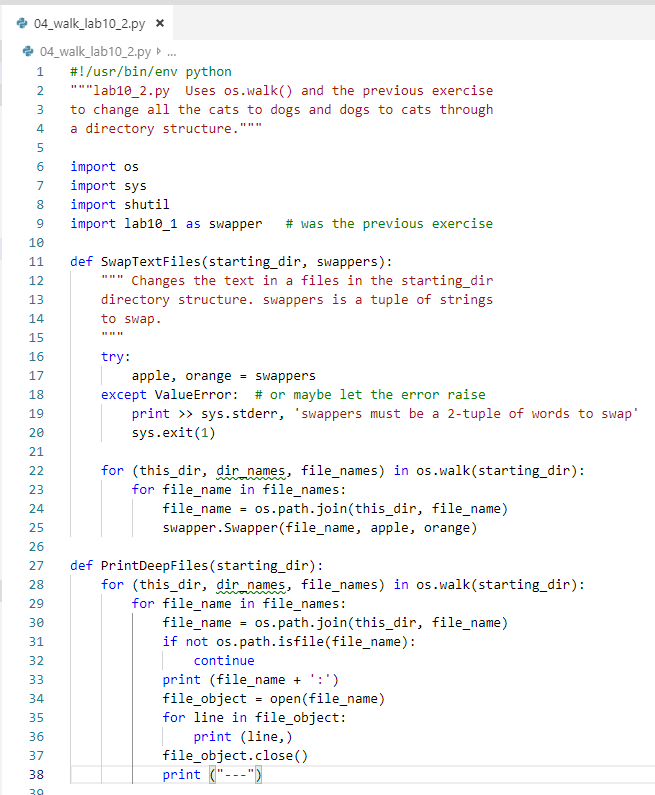 04_walk_lab10_2.py ×
04_walk_lab10_2.py ▸ ...
1 #!/usr/bin/env python
2 """lab10_2.py  Uses os.walk() and the previous exercise
3 to change all the cats to dogs and dogs to cats through
4 a directory structure."""
5
6 import os
7 import sys
8 import shutil
9 import lab10_1 as swapper   # was the previous exercise
10
11 def SwapTextFiles(starting_dir, swappers):
12     """ Changes the text in a files in the starting_dir
13     directory structure. swappers is a tuple of strings
14     to swap.
15     """
16     try:
17         apple, orange = swappers
18     except ValueError:  # or maybe let the error raise
19         print >> sys.stderr, 'swappers must be a 2-tuple of words to swap'
20         sys.exit(1)
21
22     for (this_dir, dir_names, file_names) in os.walk(starting_dir):
23         for file_name in file_names:
24             file_name = os.path.join(this_dir, file_name)
25             swapper.Swapper(file_name, apple, orange)
26
27 def PrintDeepFiles(starting_dir):
28     for (this_dir, dir_names, file_names) in os.walk(starting_dir):
29         for file_name in file_names:
30             file_name = os.path.join(this_dir, file_name)
31             if not os.path.isfile(file_name):
32                 continue
33             print (file_name + ':')
34             file_object = open(file_name)
35             for line in file_object:
36                 print (line,)
37             file_object.close()
38             print ("---")
39